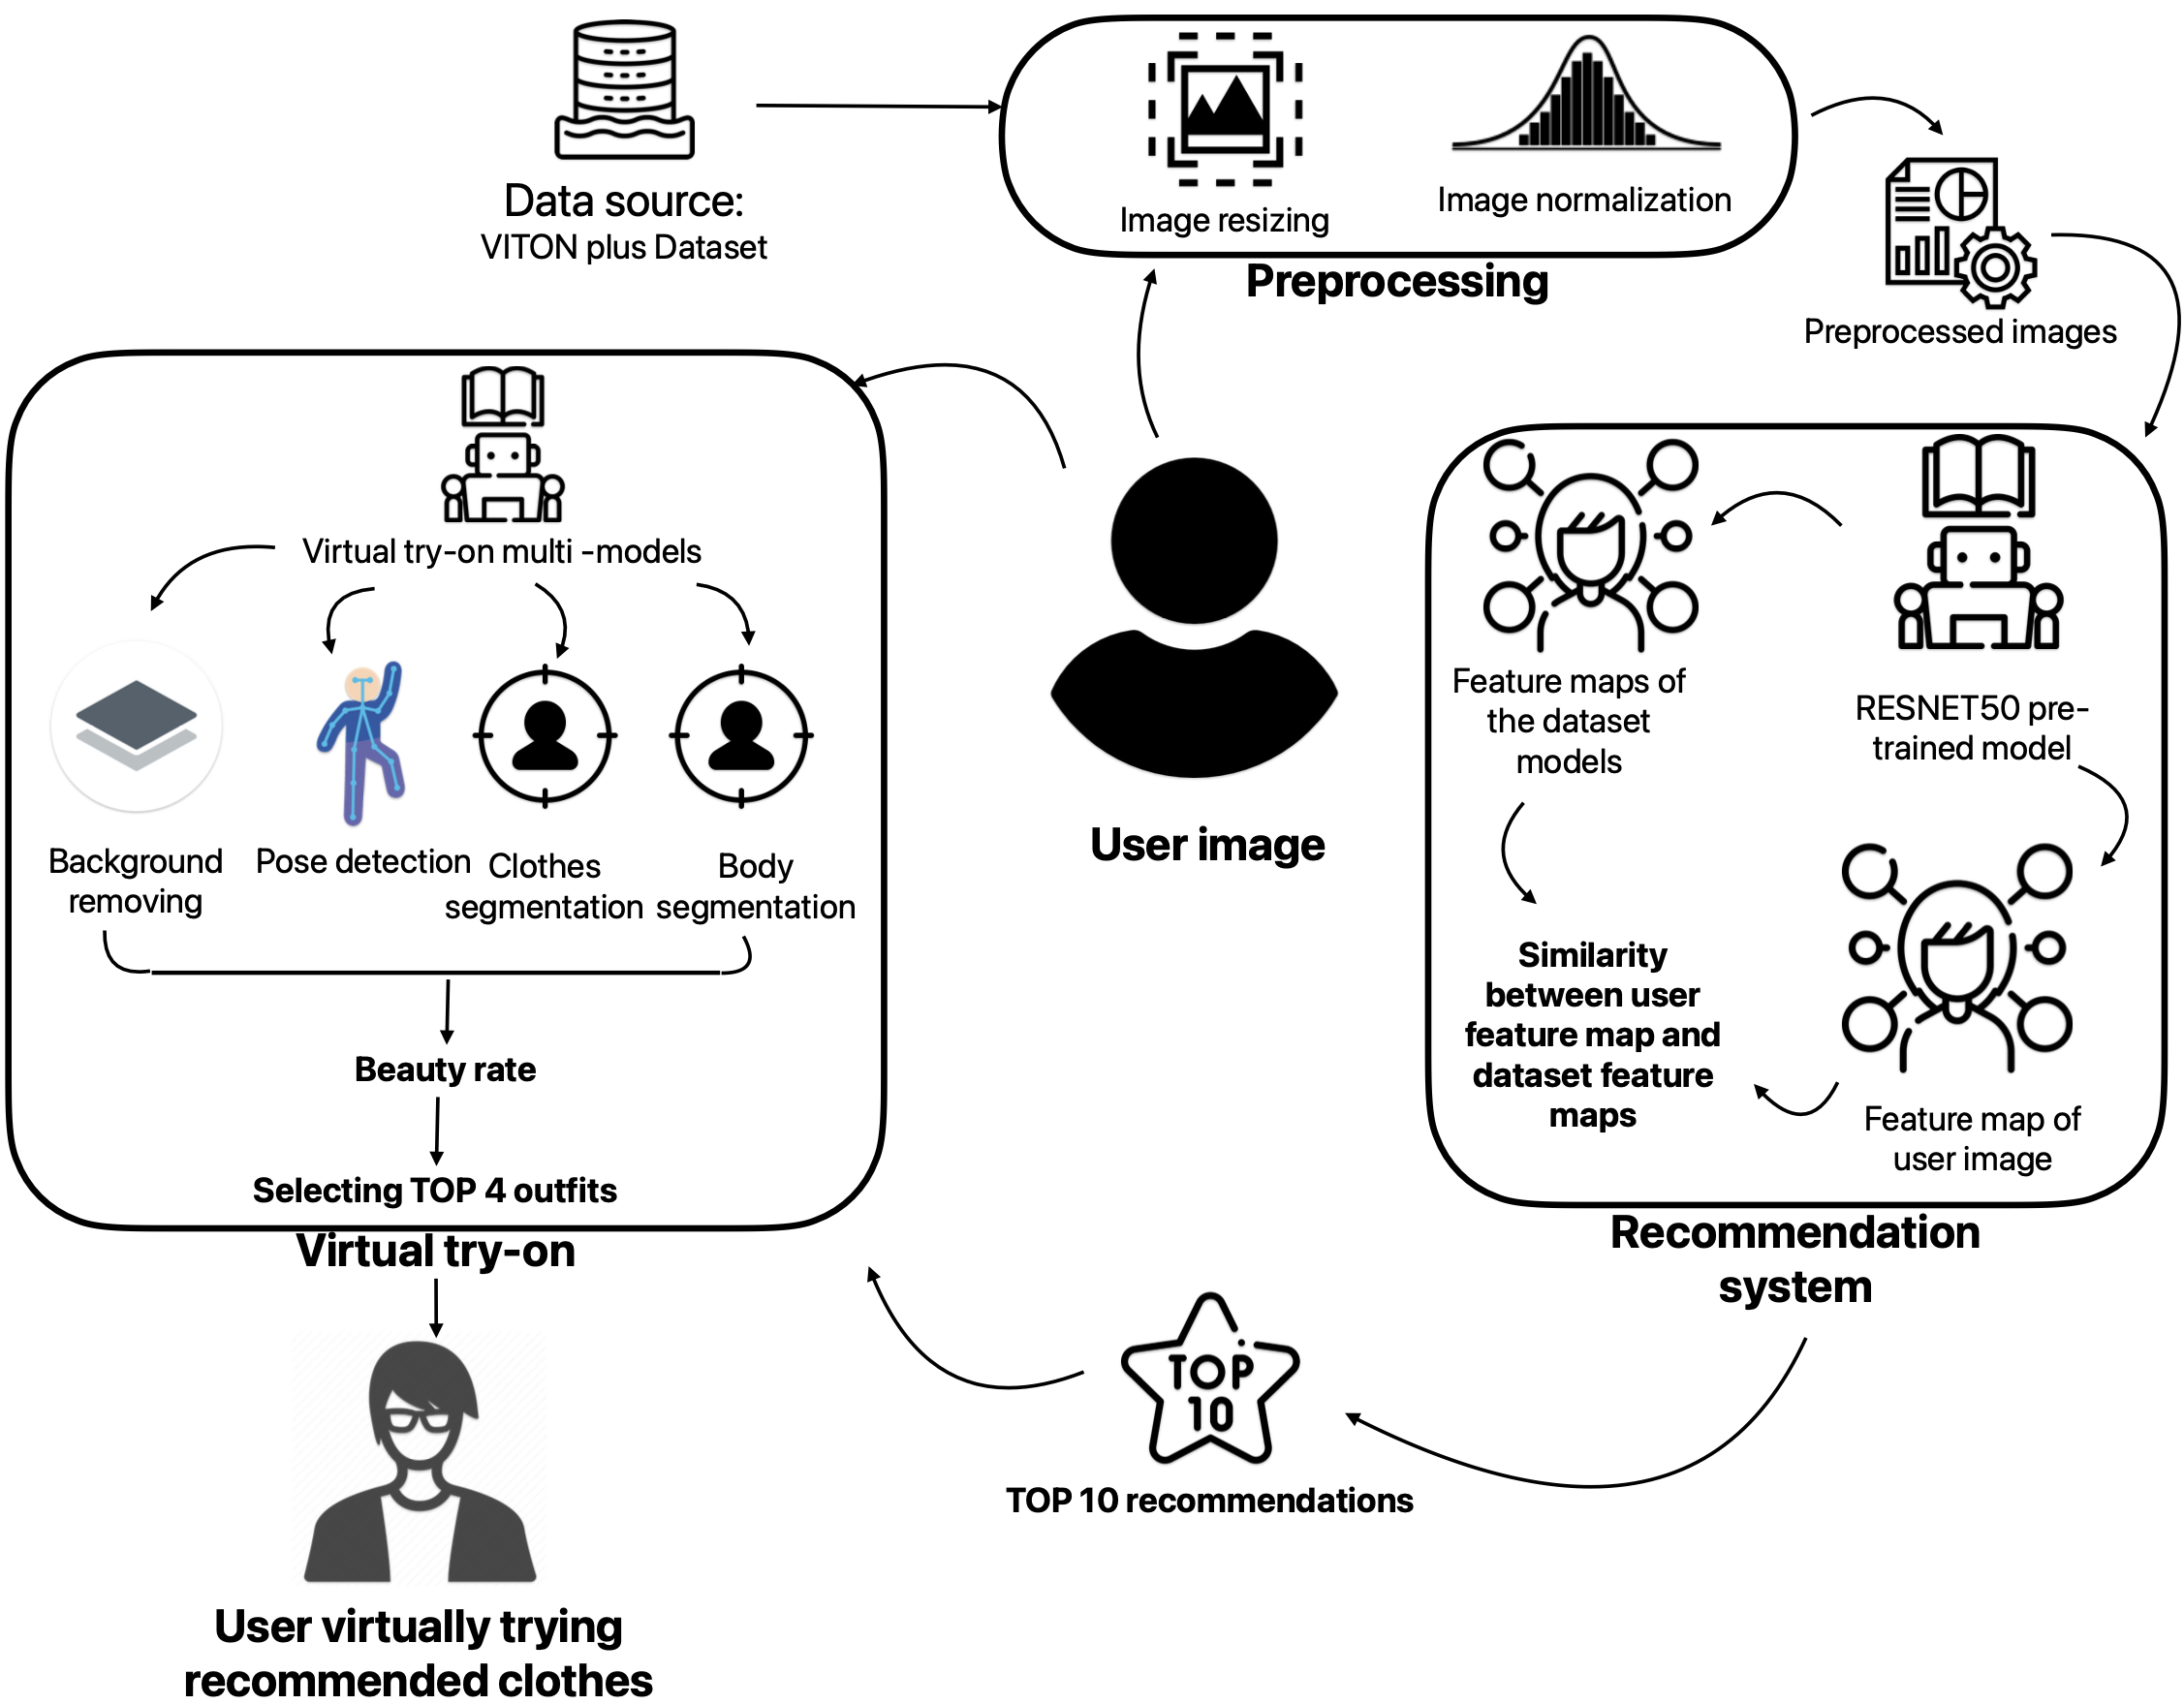 Data source:
VITON plus Dataset
Image resizing
Image normalization
Preprocessing
Preprocessed images
Virtual try-on multi -models
Background
removing
Pose detection
Clothes
segmentation
Body
segmentation
Beauty rate
Selecting TOP 4 outfits
Virtual try-on
User image
Feature maps of
the dataset
models
RESNET50 pre-
trained model
Similarity
between user
feature map and
dataset feature
maps
Feature map of
user image
Recommendation
system
TOP
10
TOP 10 recommendations
User virtually trying
recommended clothes